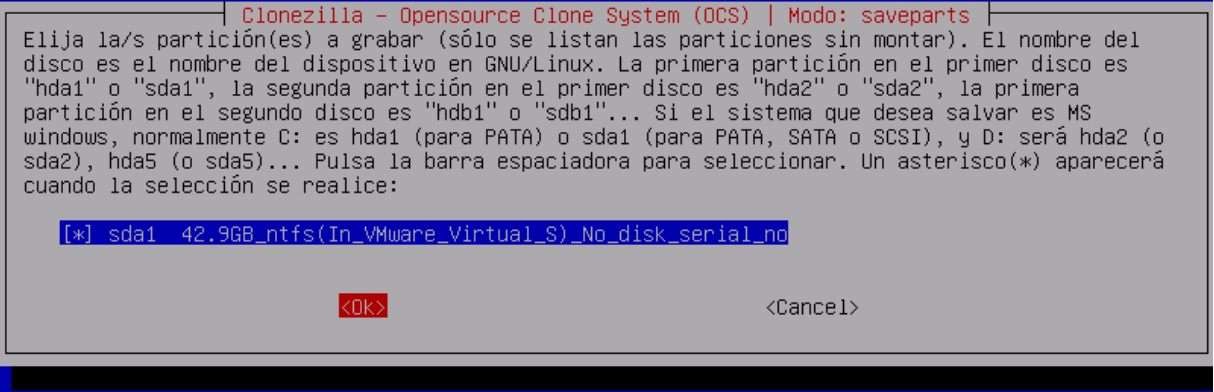 Clonezilla - Opensource Clone System (OCS) | Modo: saveparts
Elija la/s partición(es) a grabar (sólo se listan las particiones sin montar). El nombre del
disco es el nombre del dispositivo en GNU/Linux. La primera partición en el primer disco es
"hda1" o "sda1", la segunda partición en el primer disco es "hda2" o "sda2", la primera
partición en el segundo disco es "hdb1" o "sdb1"... Si el sistema que desea salvar es MS
windows, normalmente C: es hda1 (para PATA) o sda1 (para PATA, SATA o SCSI), y D: será hda2 (o
sda2), hda5 (o sda5)... Pulsa la barra espaciadora para seleccionar. Un asterisco(*) aparecerá
cuando la selección se realice:
[*] sda1 42.9GB_ntfs(In_VMware_Virtual_S)_No_disk_serial_no
<Ok> <Cancel>